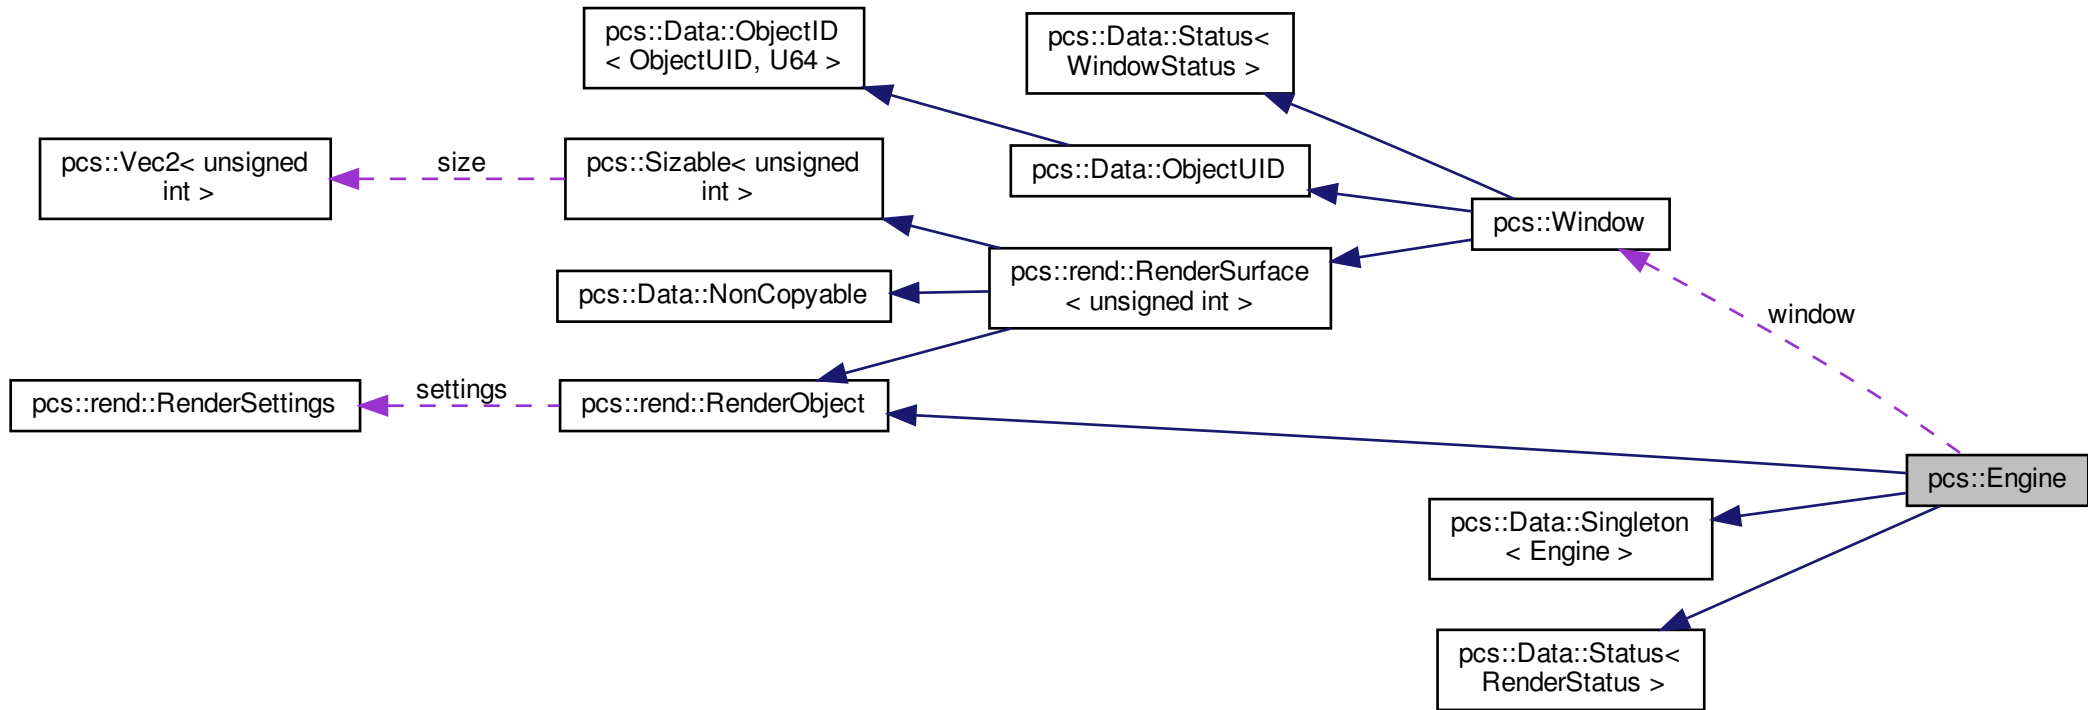 pcs::Data::ObjectID
< ObjectUID, U64 >
pcs::Data::Status<
WindowStatus >
pcs::Vec2< unsigned
int >
size
pcs::Sizable< unsigned
int >
pcs::Data::ObjectUID
pcs::Window
pcs::Data::NonCopyable
pcs::rend::RenderSurface
< unsigned int >
window
pcs::rend::RenderSettings
settings
pcs::rend::RenderObject
pcs::Engine
pcs::Data::Singleton
< Engine >
pcs::Data::Status<
RenderStatus >